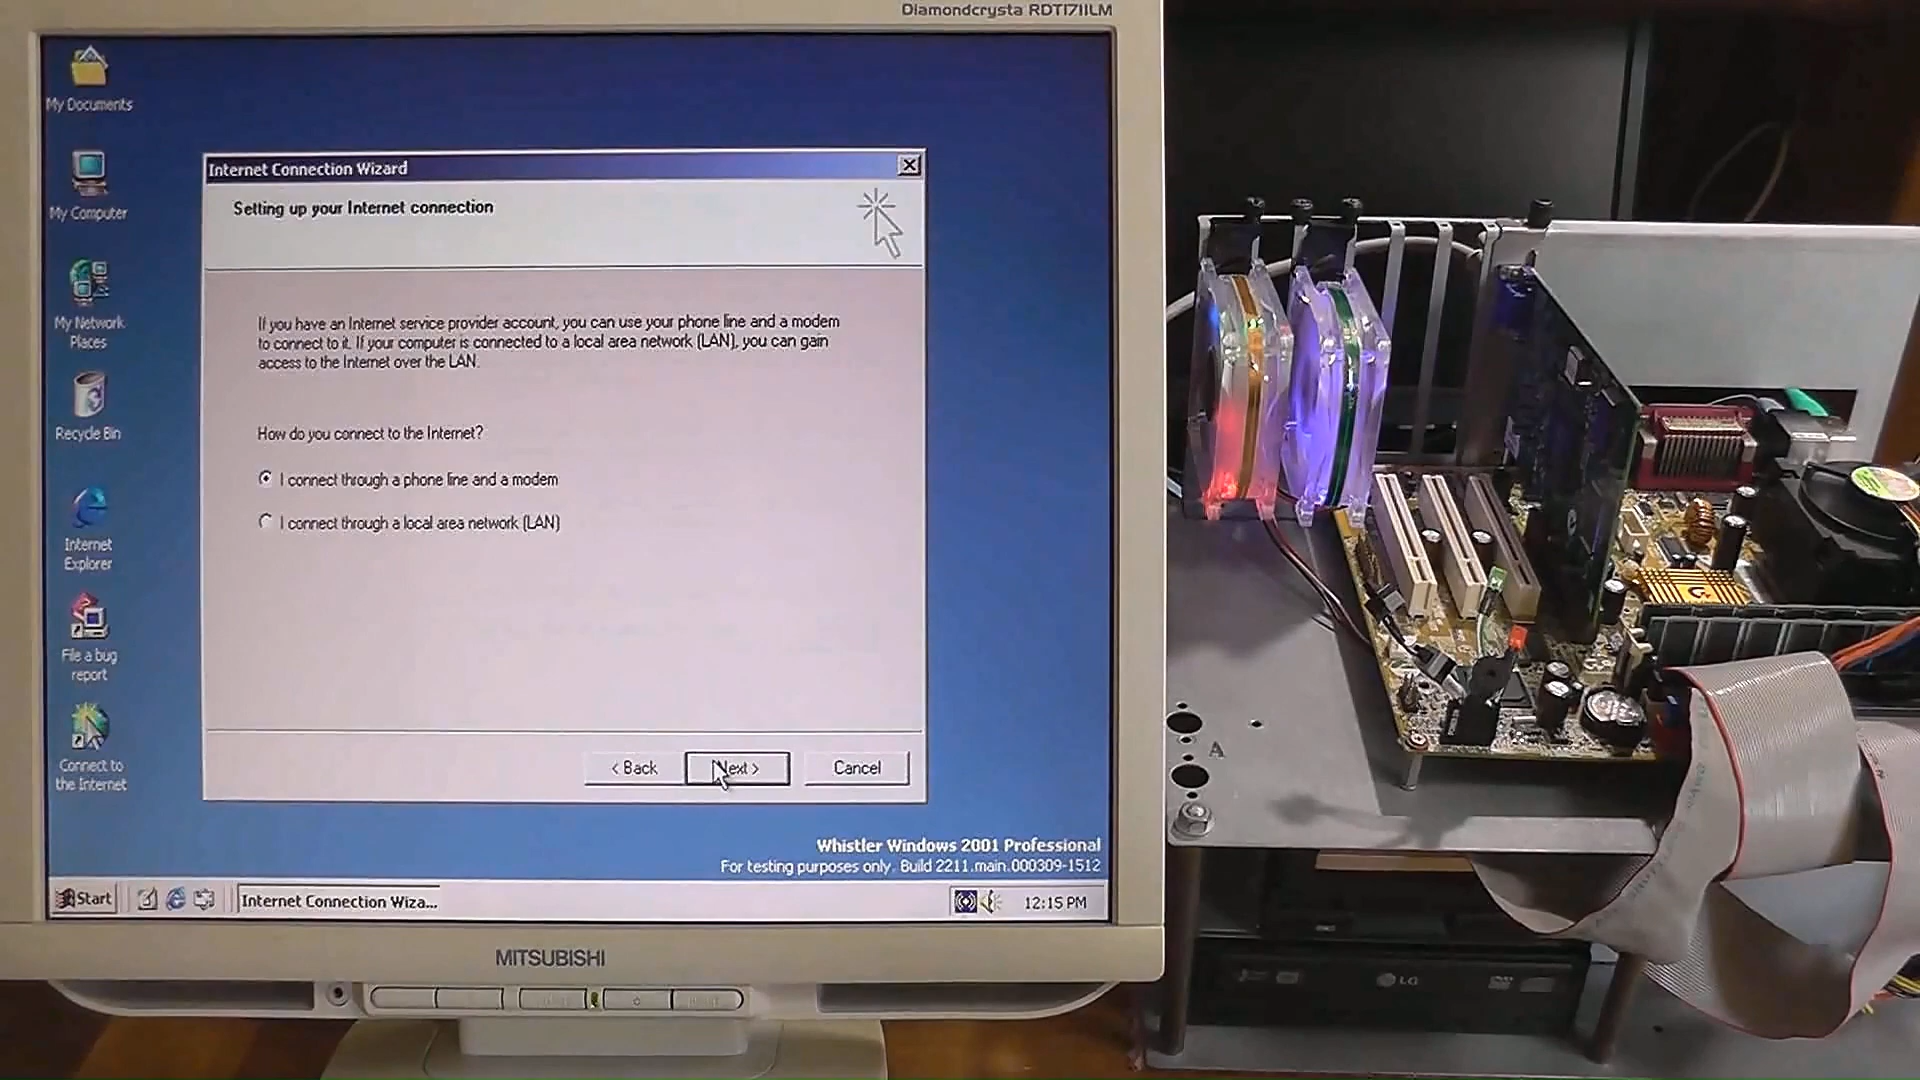 Diamondcrysta RDT1711LM
My Documents
My Computer
My Network
Places
Recycle Bin
Internet
Explorer
File a bug
report
Connect to
the Internet
Internet Connection Wizard
Setting up your Internet connection
If you have an Internet service provider account, you can use your phone line and a modem
to connect to it. If your computer is connected to a local area network (LAN), you can gain
access to the Internet over the LAN.
How do you connect to the Internet?
I connect through a phone line and a modem
I connect through a local area network (LAN)
< Back
Next >
Cancel
Whistler Windows 2001 Professional
For testing purposes only. Build 2211.main.000309-1512
Start
Internet Connection Wiza...
12:15 PM
MITSUBISHI
A
LG